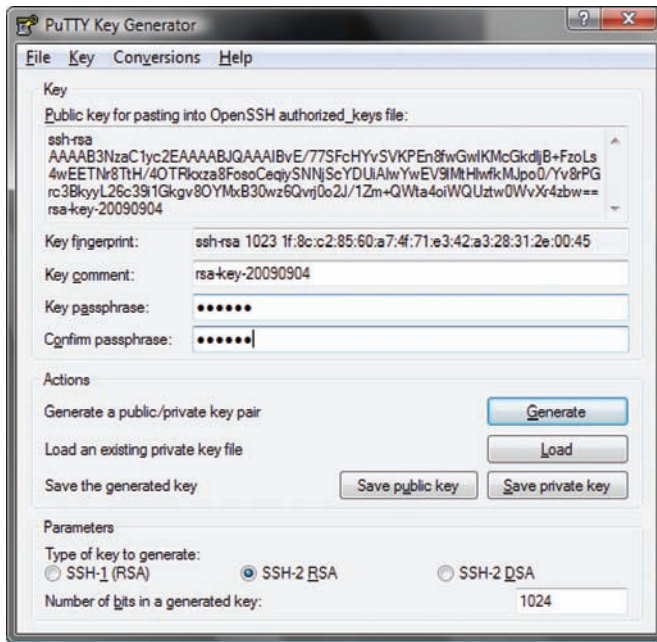 PuTTY Key Generator
File Key Conversions Help
Key
Public key for pasting into OpenSSH authorized_keys file:
ssh-rsa
AAAAB3NzaC1yc2EAAAABJQAAAIBvE/77SFcHYvSVKPEn8fwGwIKMcGkdljB+FzoLs
4wEETNr8TtH/4OTRkxza8FosoCeqiySNNjScYDUiAlwYwEV9IMtHlwfkMJpo0/Yv8rPG
rc3BkyyL26c39i1Gkgv8OYMxB30wz6Qvrj0o2J/1Zm+QWta4oiWQUztw0WvXr4zbw==
rsa-key-20090904
Key fingerprint: ssh-rsa 1023 1f:8c:c2:85:60:a7:4f:71:e3:42:a3:28:31:2e:00:45
Key comment: rsa-key-20090904
Key passphrase: ●●●●●●
Confirm passphrase: ●●●●●●
Actions
Generate a public/private key pair Generate
Load an existing private key file Load
Save the generated key Save public key Save private key
Parameters
Type of key to generate:
SSH-1 (RSA) SSH-2 RSA SSH-2 DSA
Number of bits in a generated key: 1024